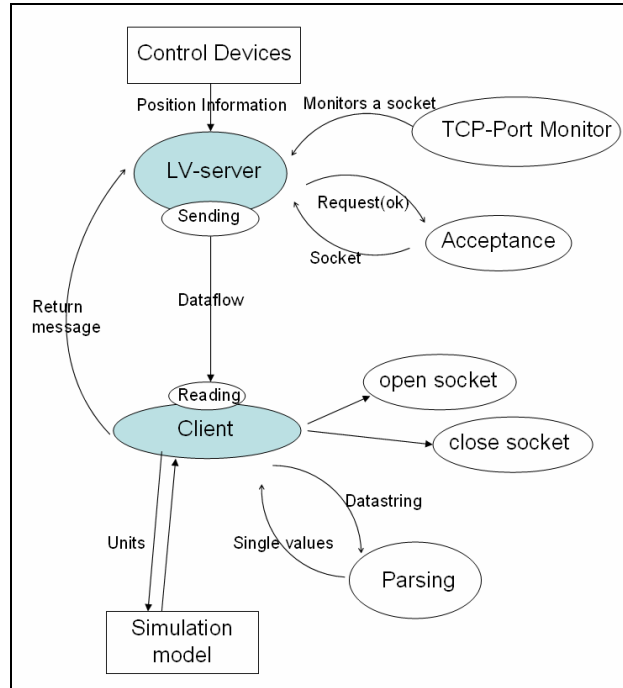 Control Devices
Position Information
Monitors a socket
TCP-Port Monitor
LV-server
Sending
Request(ok)
Acceptance
Socket
Return
message
Dataflow
open socket
Reading
Client
close socket
Datastring
Units
Single values
Parsing
Simulation
model